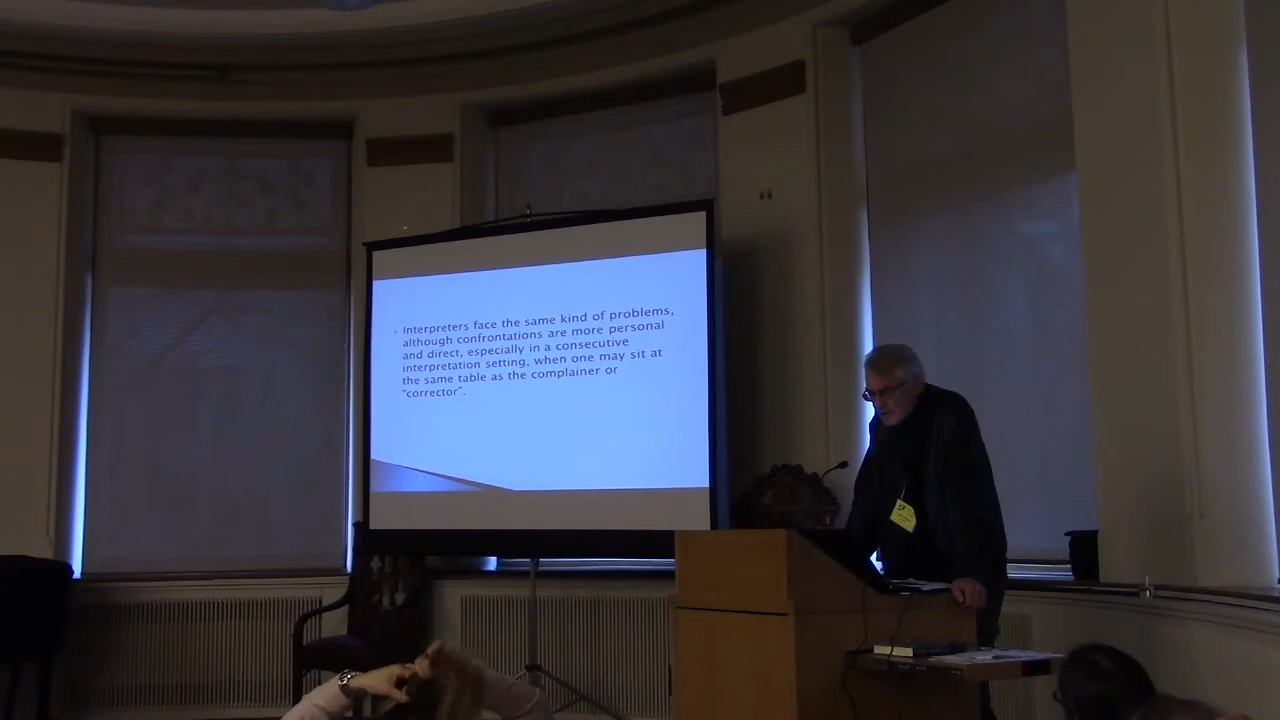 Interpreters face the same kind of problems,
although confrontations are more personal
and direct, especially in a consecutive
interpretation setting, when one may sit at
the same table as the complainer or
“corrector”.